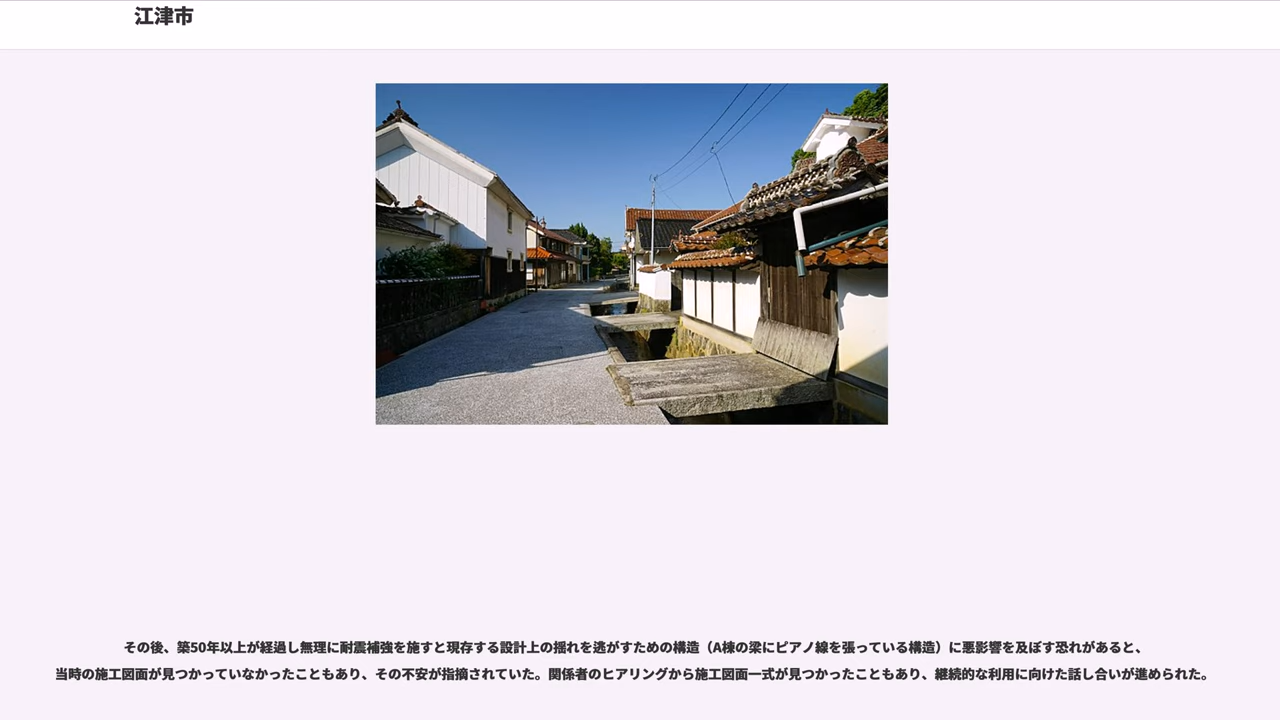 江津市
その後、築50年以上が経過し無理に耐震補強を施すと現存する設計上の揺れを逃がすための構造（A棟の梁にピアノ線を張っている構造）に悪影響を及ぼす恐れがあると、
当時の施工図面が見つかっていなかったこともあり、その不安が指摘されていた。関係者のヒアリングから施工図面一式が見つかったこともあり、継続的な利用に向けた話し合いが進められた。